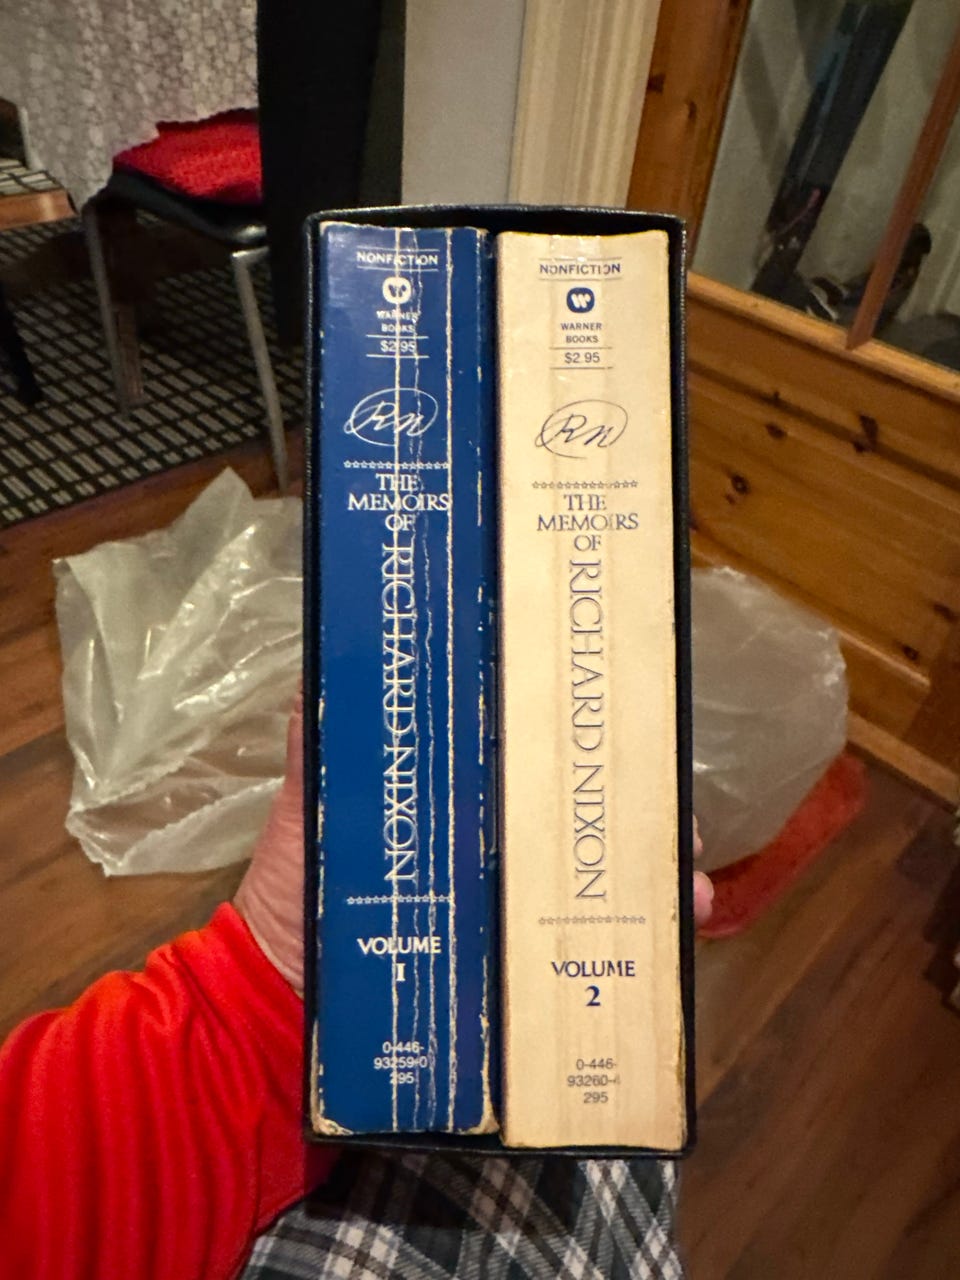 NONFICTION
WARNER
BOOKS
$2.95
RN
THE
MEMOIRS
OF
RICHARD NIXON
VOLUME
1
0-446-
93259-0
295
NONFICTION
WARNER
BOOKS
$2.95
RN
THE
MEMOIRS
OF
RICHARD NIXON
VOLUME
2
0-446-
93260-4
295